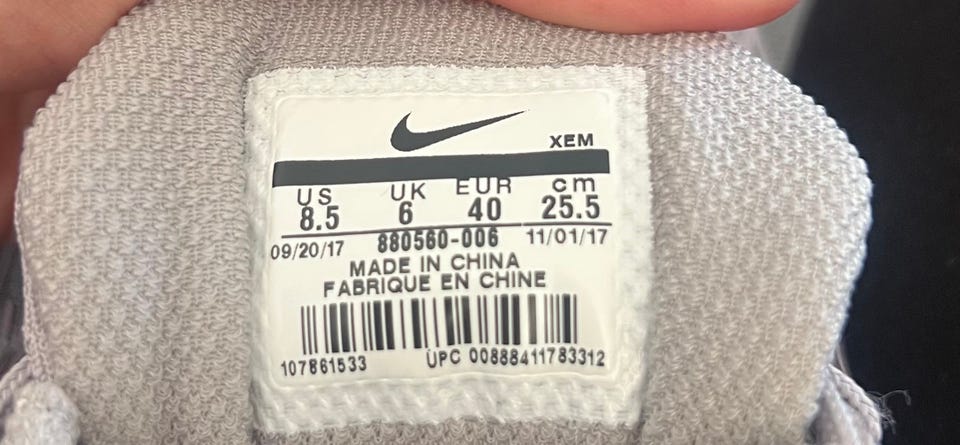 XEM
US UK EUR cm
8.5 6 40 25.5
09/20/17 880560-006 11/01/17
MADE IN CHINA
FABRIQUE EN CHINE
107861533 UPC 00888411783312